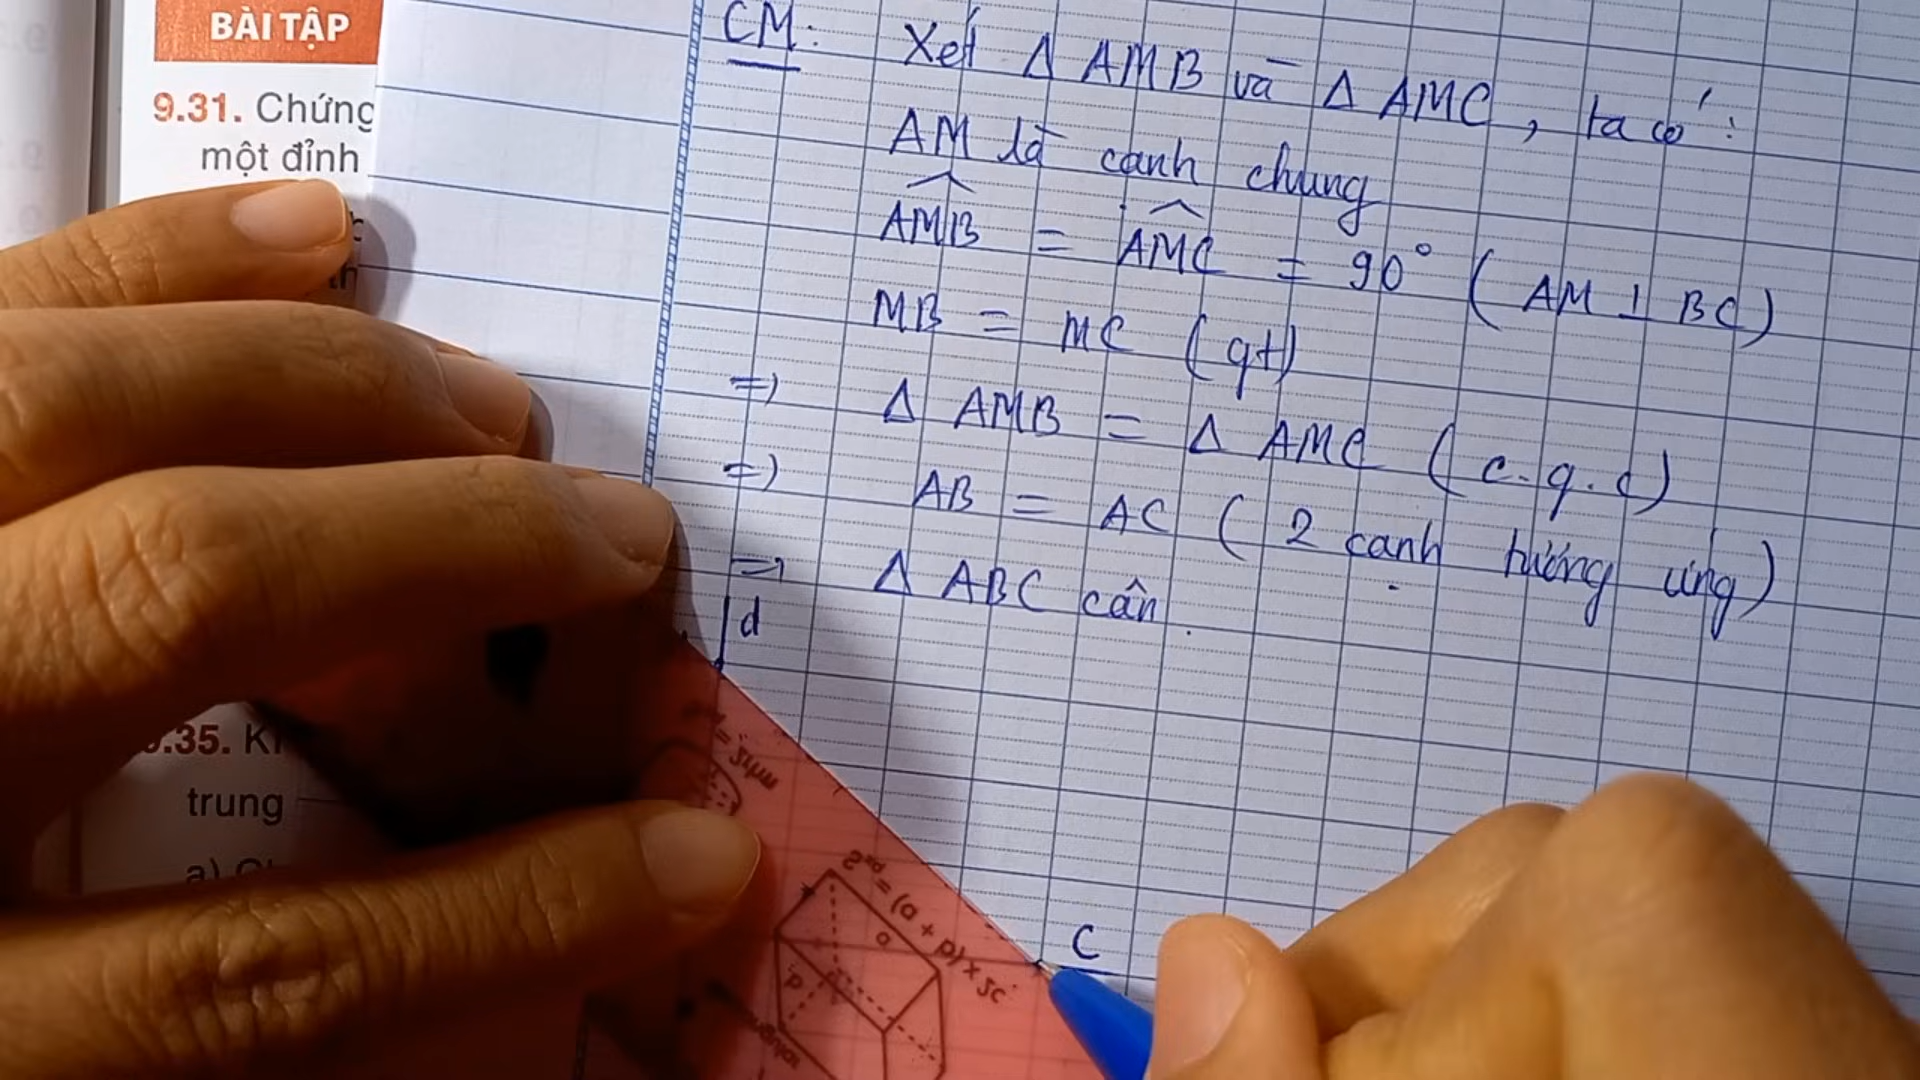 BÀI TẬP
9.31. Chứng
một đỉnh
CM: Xét Δ AMB và Δ AMC, ta có:
AM là cạnh chung
AMB = AMC = 90° (AM ⊥ BC)
MB = MC (gt)
=> Δ AMB = Δ AMC (c.g.c)
=> AB = AC (2 cạnh tương ứng)
=> Δ ABC cân.
d
.35. K
trung
a)
C